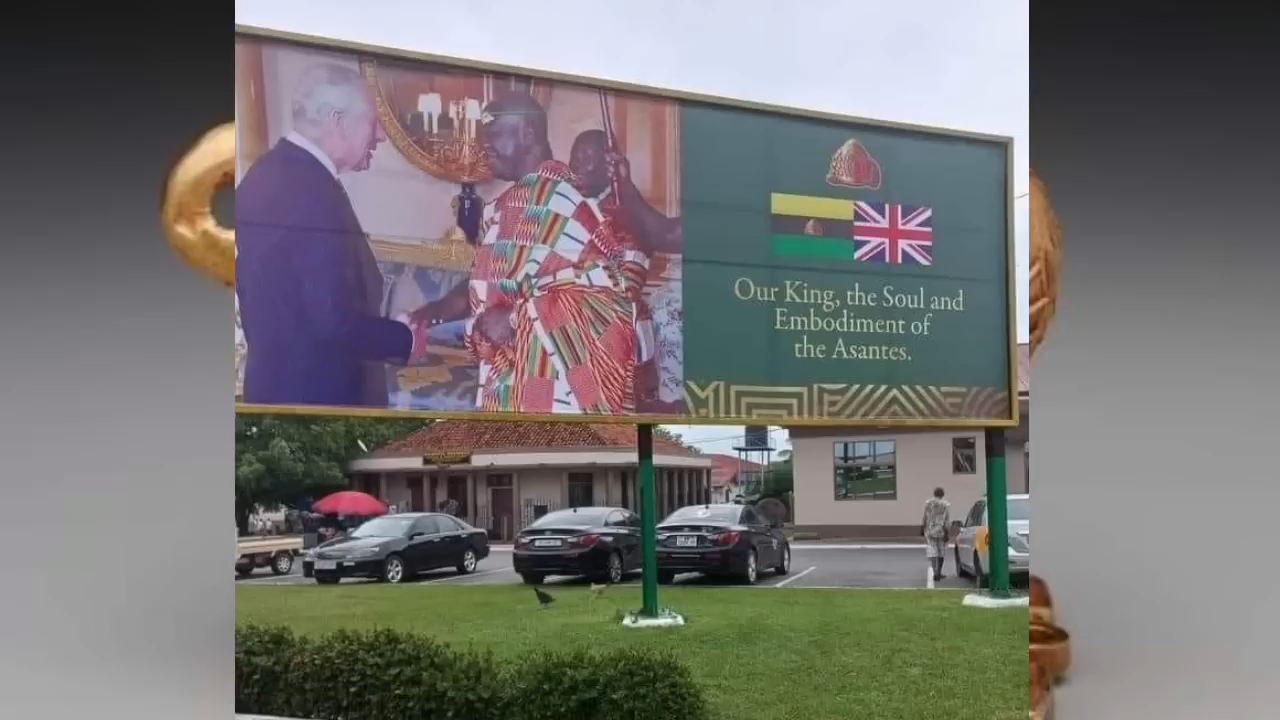 Our King, the Soul and
Embodiment of
the Asantes.